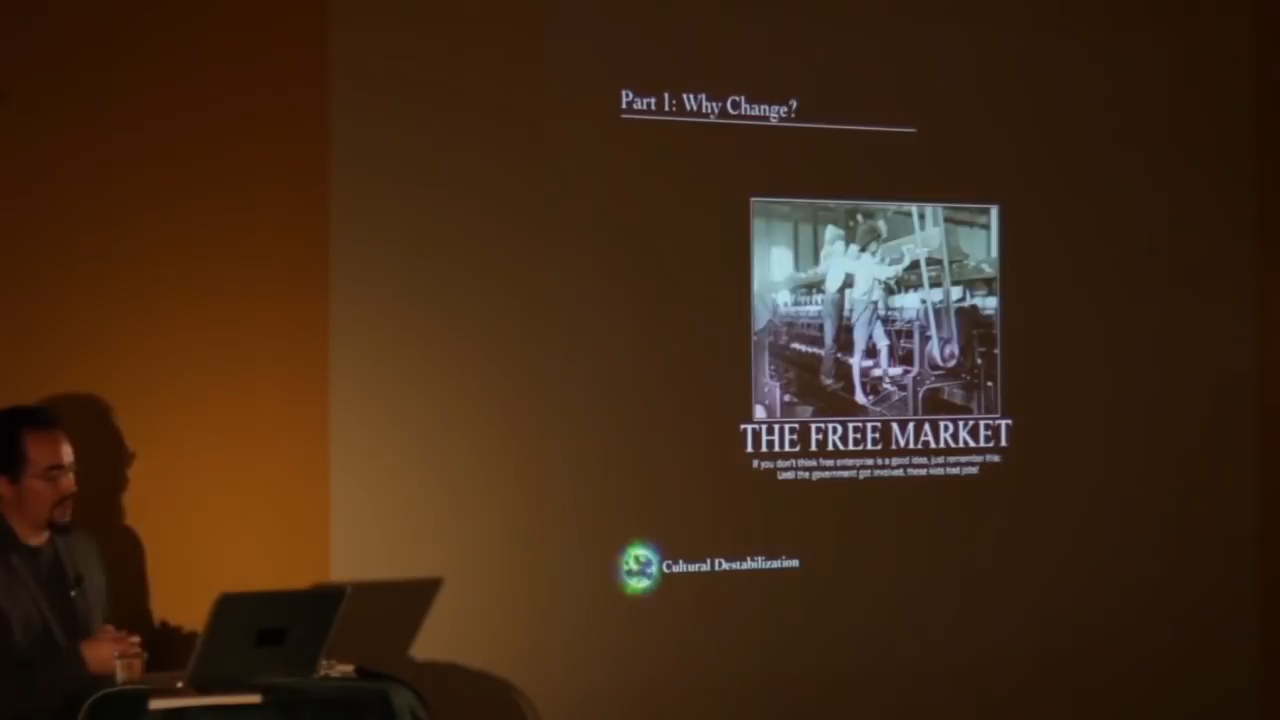 Part 1: Why Change?
THE FREE MARKET
If you don't think free enterprise is a good idea, just remember this:
Until the government got involved, these kids had jobs!
Cultural Destabilization